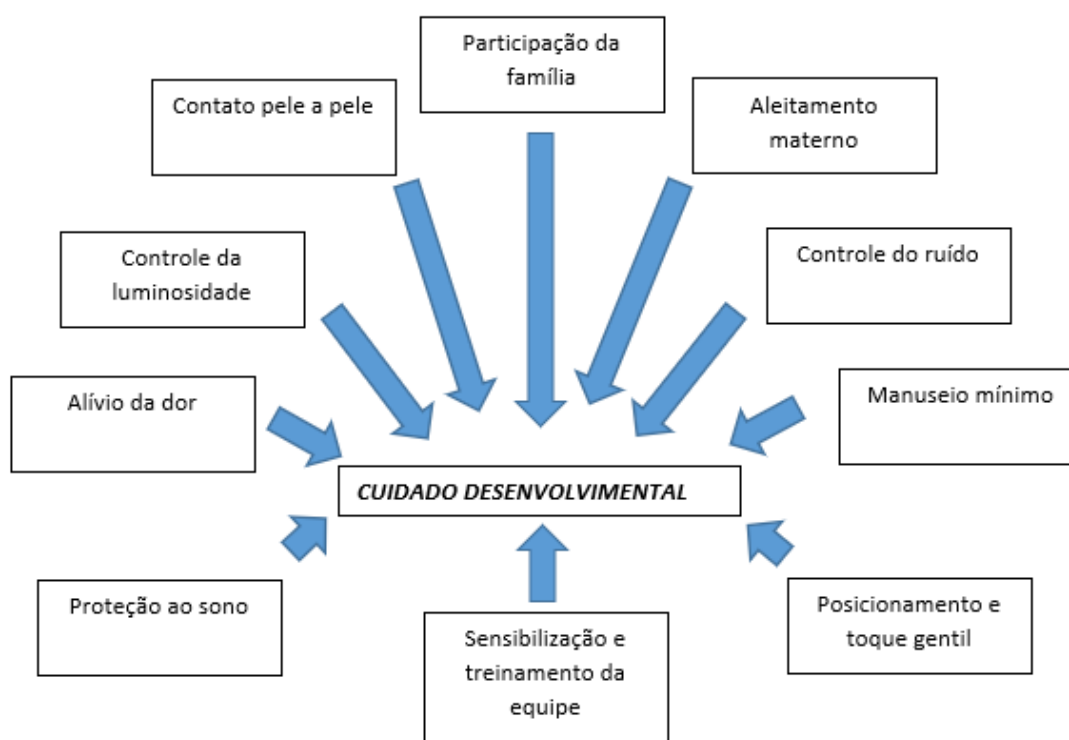 Participação da
família
Contato pele a pele
Aleitamento
materno
Controle da
luminosidade
Controle do ruído
Alívio da dor
Manuseio mínimo
CUIDADO DESENVOLVIMENTAL
Proteção ao sono
Sensibilização e
treinamento da
equipe
Posicionamento e
toque gentil